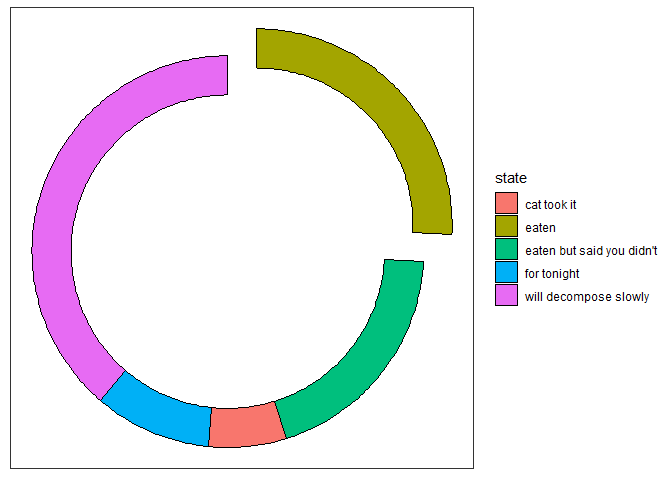 state
cat took it
eaten
eaten but said you didn't
for tonight
will decompose slowly